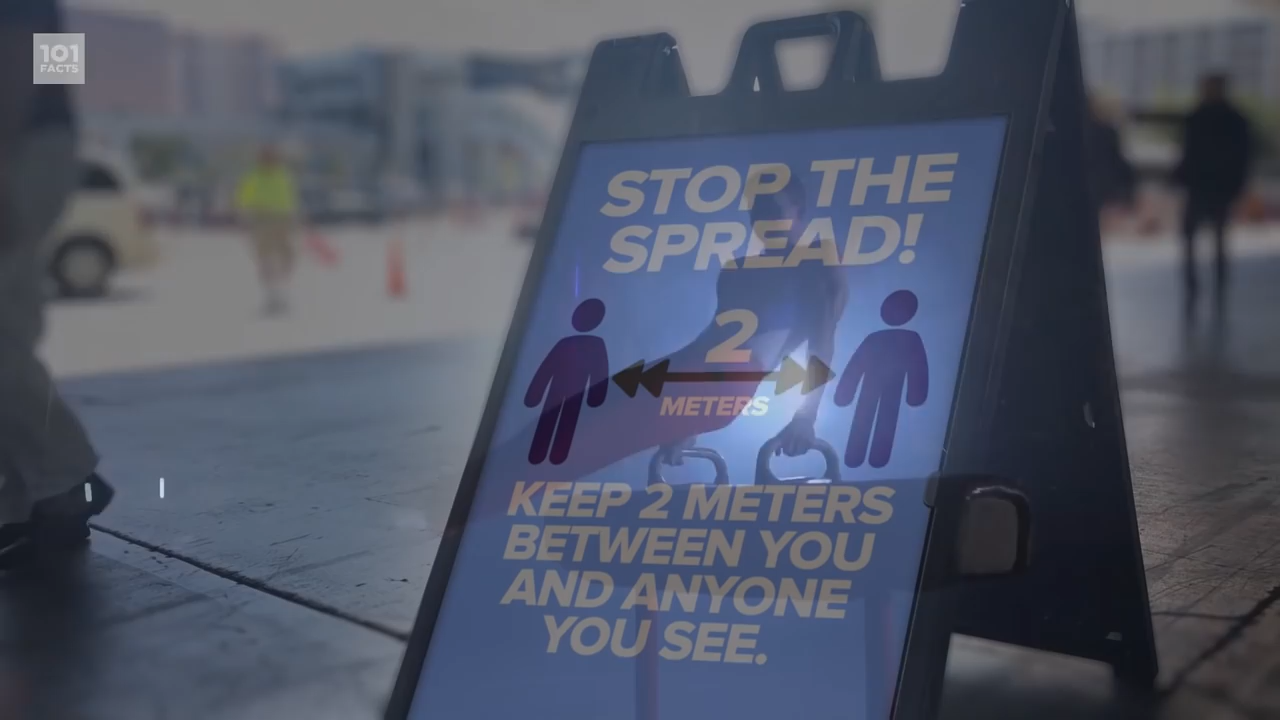 101
FACTS
STOP THE
SPREAD!
2
METERS
KEEP 2 METERS
BETWEEN YOU
AND ANYONE
YOU SEE.